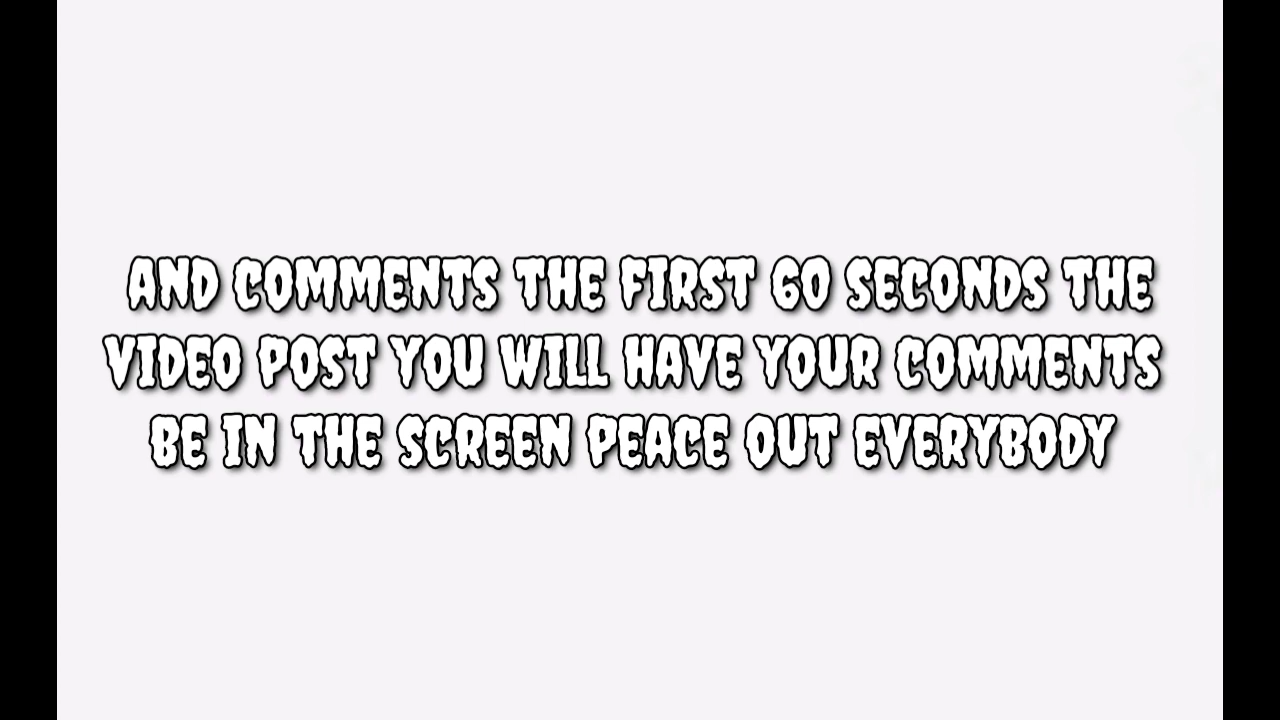 AND COMMENTS THE FIRST 60 SECONDS THE
VIDEO POST YOU WILL HAVE YOUR COMMENTS
BE IN THE SCREEN PEACE OUT EVERYBODY